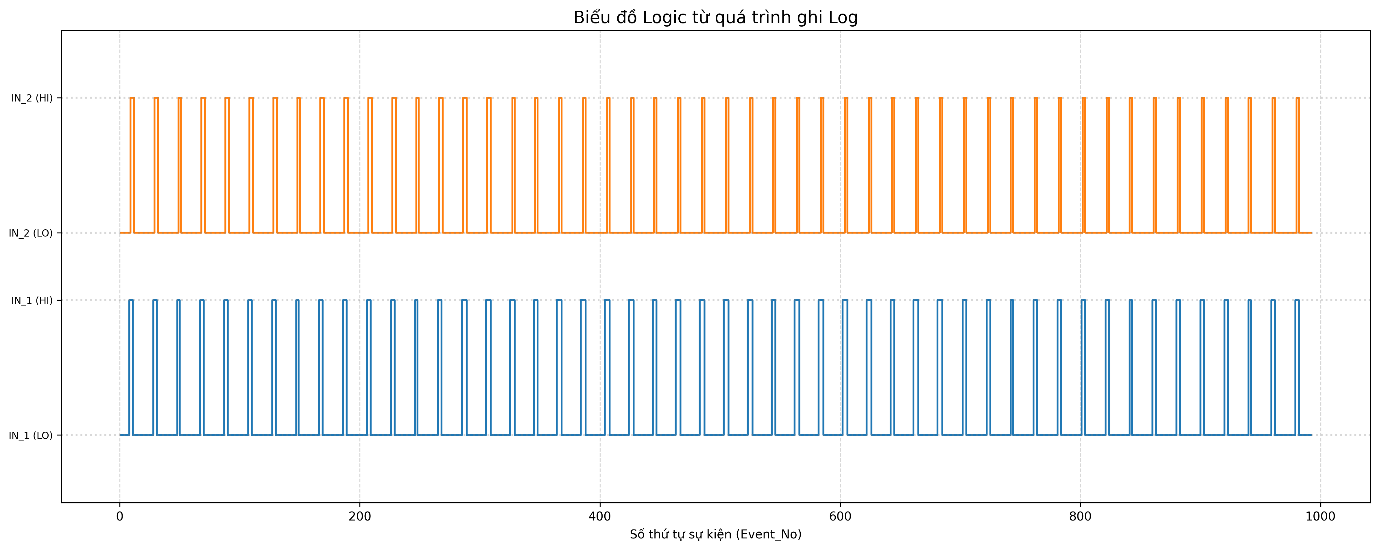 Biểu đồ Logic từ quá trình ghi Log
IN_2 (HI)
IN_2 (LO)
IN_1 (HI)
IN_1 (LO)
0 200 400 600 800 1000
Số thứ tự sự kiện (Event_No)